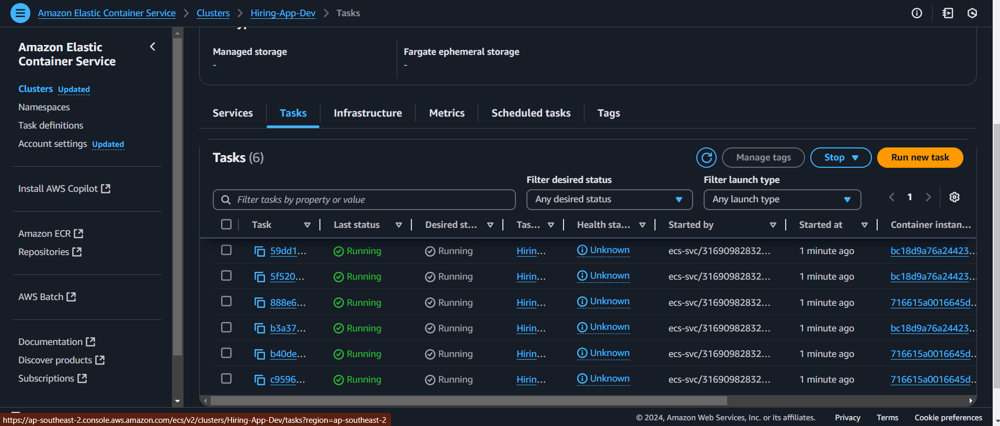 Amazon Elastic Container Service > Clusters > Hiring-App-Dev > Tasks
Amazon Elastic
Container Service
Clusters Updated
Namespaces
Task definitions
Account settings Updated
Install AWS Copilot
Amazon ECR
Repositories
AWS Batch
Documentation
Discover products
Subscriptions
Managed storage
-
Fargate ephemeral storage
-
Services Tasks Infrastructure Metrics Scheduled tasks Tags
Tasks (6)
Manage tags Stop Run new task
Filter desired status Filter launch type
Filter tasks by property or value Any desired status Any launch type 1
Task Last status Desired st... Tas... Health sta... Started by Started at Container instan...
59dd1... Running Running Hirin... Unknown ecs-svc/31690982832... 1 minute ago bc18d9a76a24423...
5f520... Running Running Hirin... Unknown ecs-svc/31690982832... 1 minute ago bc18d9a76a24423...
888e6... Running Running Hirin... Unknown ecs-svc/31690982832... 1 minute ago 716615a0016645d...
b3a37... Running Running Hirin... Unknown ecs-svc/31690982832... 1 minute ago bc18d9a76a24423...
b40de... Running Running Hirin... Unknown ecs-svc/31690982832... 1 minute ago 716615a0016645d...
c9596... Running Running Hirin... Unknown ecs-svc/31690982832... 1 minute ago 716615a0016645d...
https://ap-southeast-2.console.aws.amazon.com/ecs/v2/clusters/Hiring-App-Dev/tasks?region=ap-southeast-2
© 2024, Amazon Web Services, Inc. or its affiliates. Privacy Terms Cookie preferences